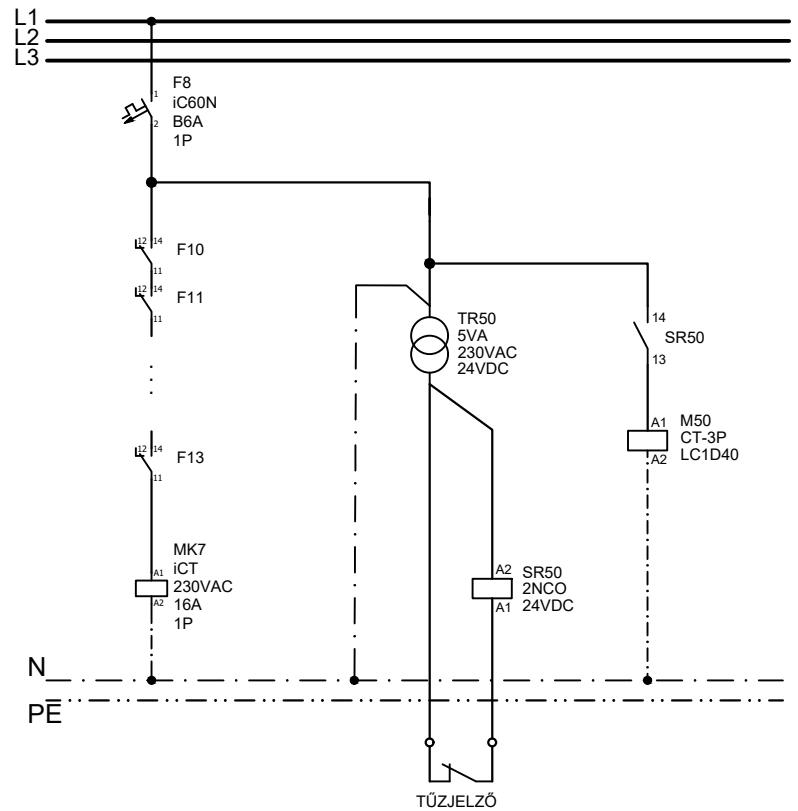 L1
L2
L3
F8
iC60N
B6A
1P
1
2
12 14
F10
11
12 14
F11
11
12 14
F13
11
TR50
5VA
230VAC
24VDC
14
SR50
13
A1
M50
CT-3P
LC1D40
A2
MK7
iCT
230VAC
16A
1P
A1
A2
A2
SR50
2NCO
24VDC
A1
N
PE
TŰZJELZŐ